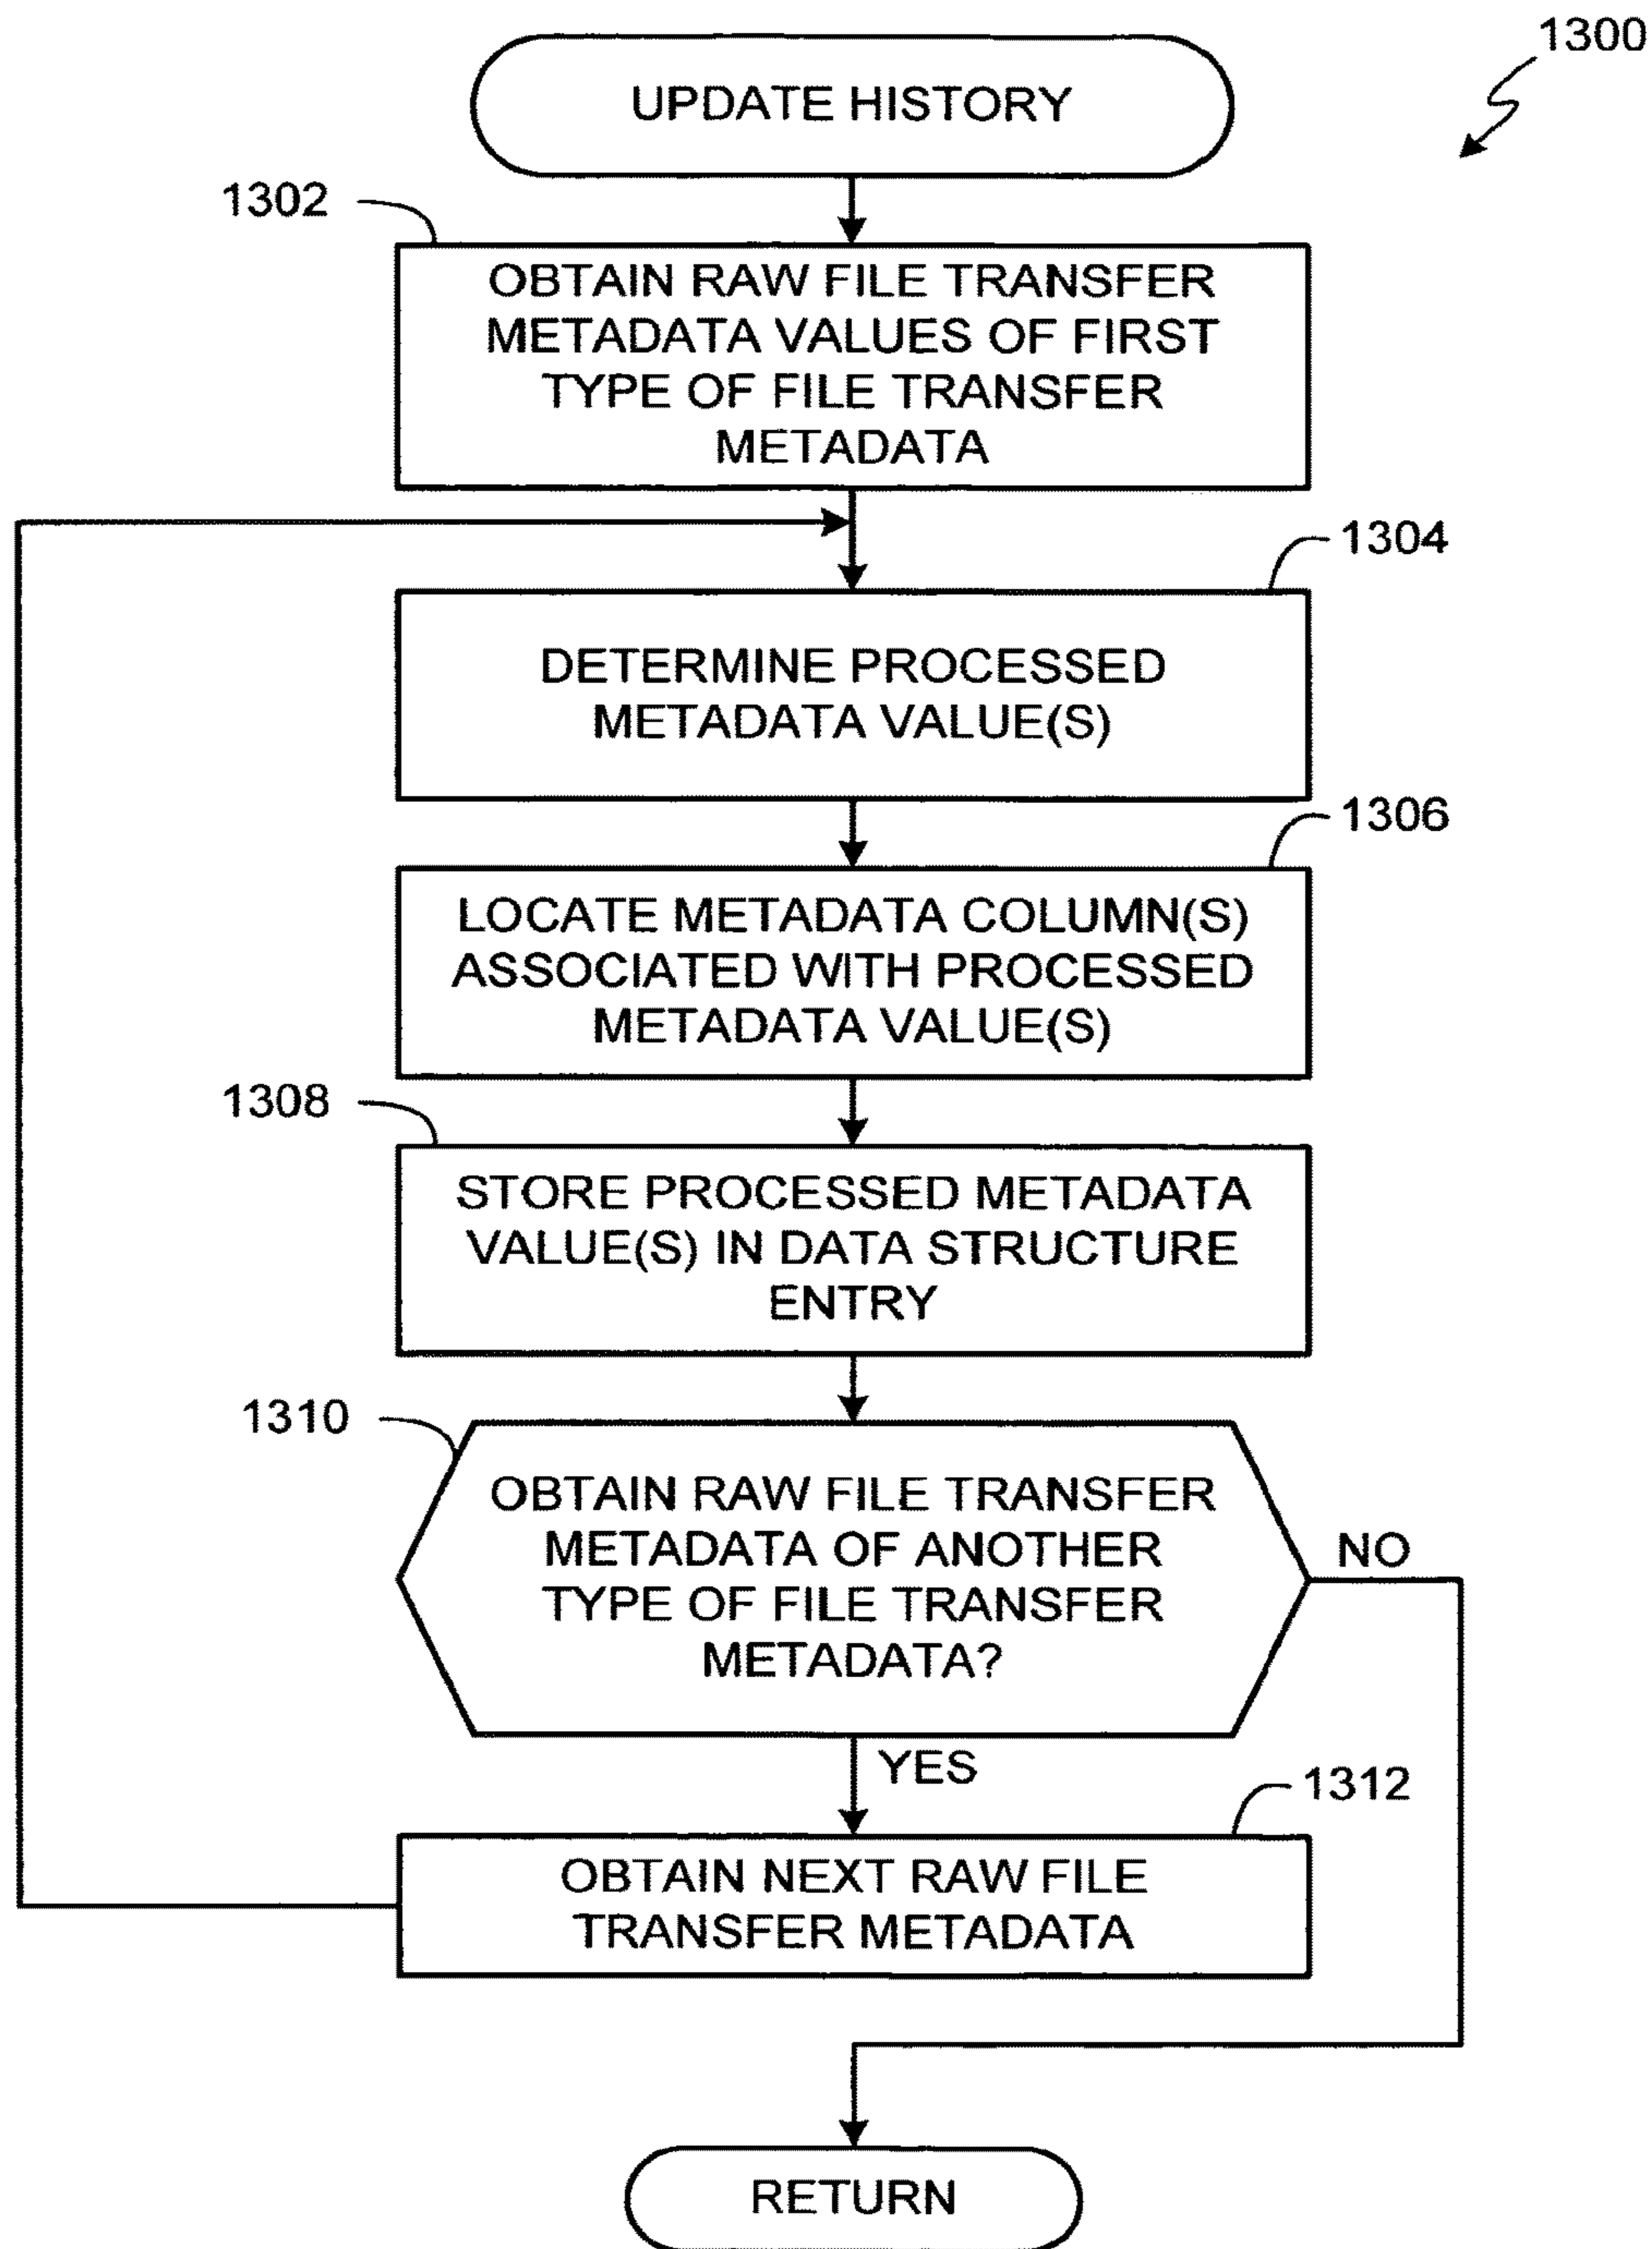 1300
UPDATE HISTORY
1302
OBTAIN RAW FILE TRANSFER
METADATA VALUES OF FIRST
TYPE OF FILE TRANSFER
METADATA
1304
DETERMINE PROCESSED
METADATA VALUE(S)
1306
LOCATE METADATA COLUMN(S)
ASSOCIATED WITH PROCESSED
METADATA VALUE(S)
1308
STORE PROCESSED METADATA
VALUE(S) IN DATA STRUCTURE
ENTRY
1310
OBTAIN RAW FILE TRANSFER
METADATA OF ANOTHER
TYPE OF FILE TRANSFER
METADATA?
NO
YES
1312
OBTAIN NEXT RAW FILE
TRANSFER METADATA
RETURN